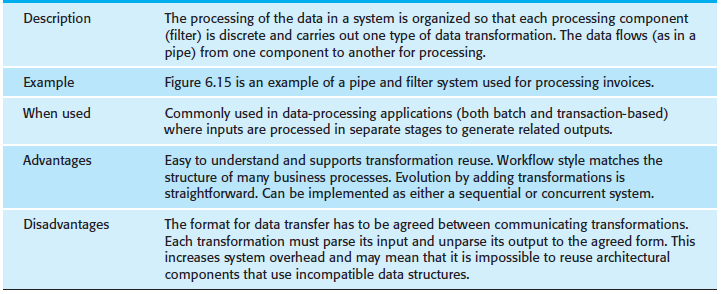 Description The processing of the data in a system is organized so that each processing component
(filter) is discrete and carries out one type of data transformation. The data flows (as in a
pipe) from one component to another for processing.
Example Figure 6.15 is an example of a pipe and filter system used for processing invoices.
When used Commonly used in data-processing applications (both batch and transaction-based)
where inputs are processed in separate stages to generate related outputs.
Advantages Easy to understand and supports transformation reuse. Workflow style matches the
structure of many business processes. Evolution by adding transformations is
straightforward. Can be implemented as either a sequential or concurrent system.
Disadvantages The format for data transfer has to be agreed between communicating transformations.
Each transformation must parse its input and unparse its output to the agreed form. This
increases system overhead and may mean that it is impossible to reuse architectural
components that use incompatible data structures.